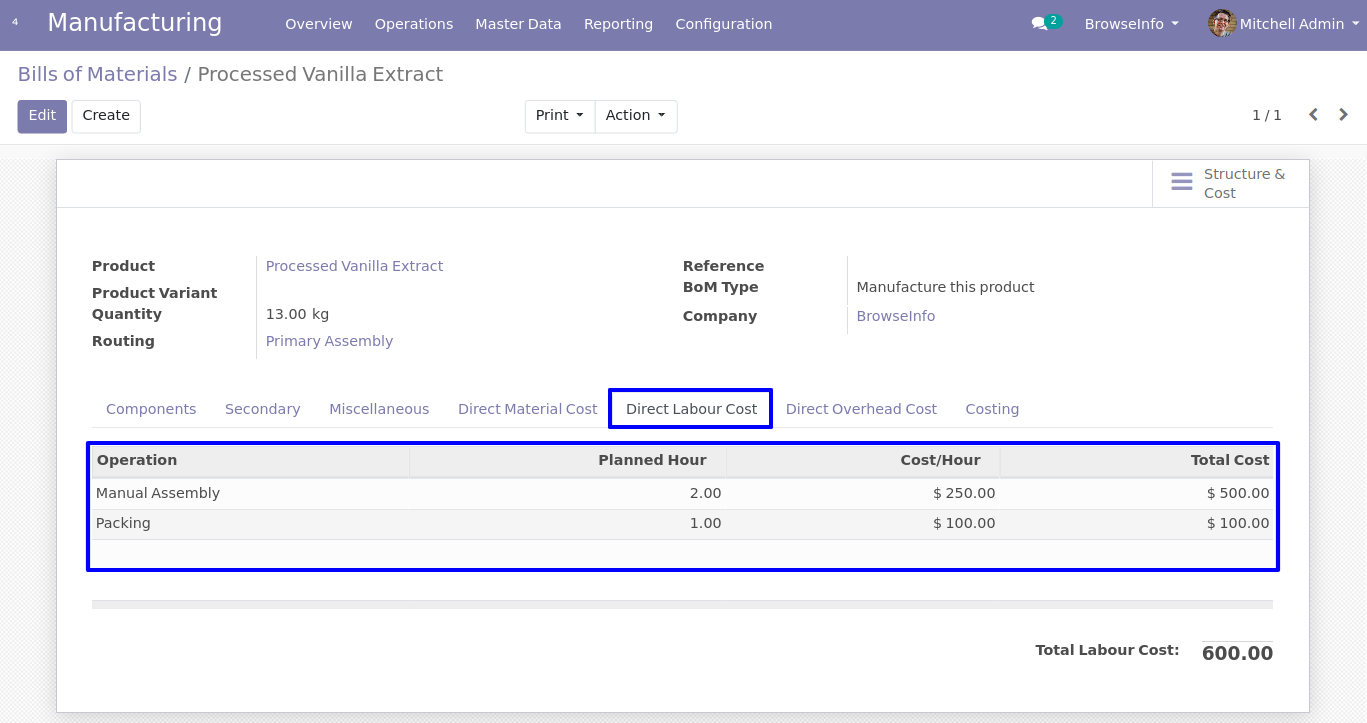 4 Manufacturing Overview Operations Master Data Reporting Configuration 2 BrowseInfo Mitchell Admin
Bills of Materials / Processed Vanilla Extract
Edit Create Print Action 1 / 1
Structure &
Cost
Product Processed Vanilla Extract
Product Variant
Quantity 13.00 kg
Routing Primary Assembly
Reference
BoM Type Manufacture this product
Company BrowseInfo
Components Secondary Miscellaneous Direct Material Cost Direct Labour Cost Direct Overhead Cost Costing
Operation Planned Hour Cost/Hour Total Cost
Manual Assembly 2.00 $ 250.00 $ 500.00
Packing 1.00 $ 100.00 $ 100.00
Total Labour Cost: 600.00